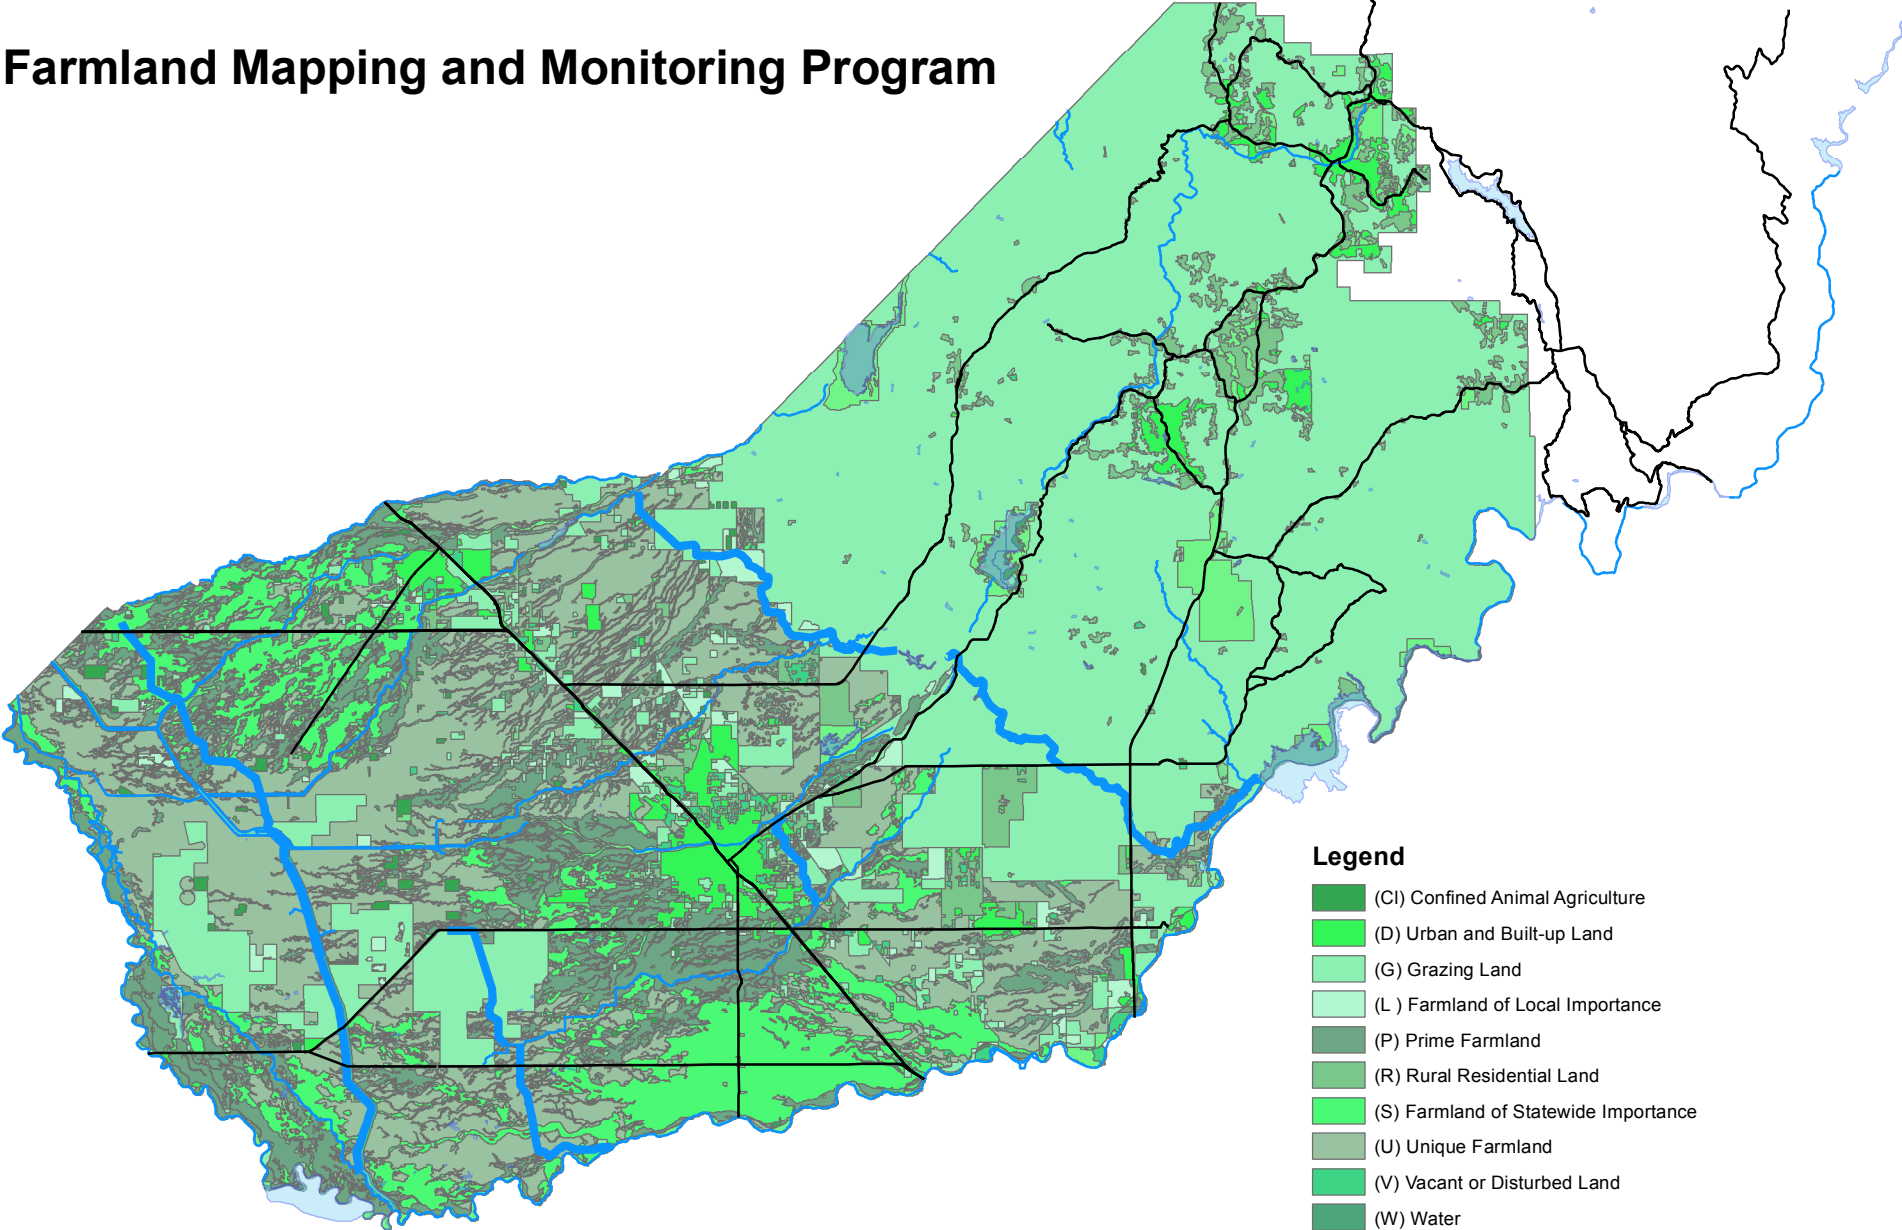 Farmland Mapping and Monitoring Program
Legend
(CI) Confined Animal Agriculture
(D) Urban and Built-up Land
(G) Grazing Land
(L ) Farmland of Local Importance
(P) Prime Farmland
(R) Rural Residential Land
(S) Farmland of Statewide Importance
(U) Unique Farmland
(V) Vacant or Disturbed Land
(W) Water